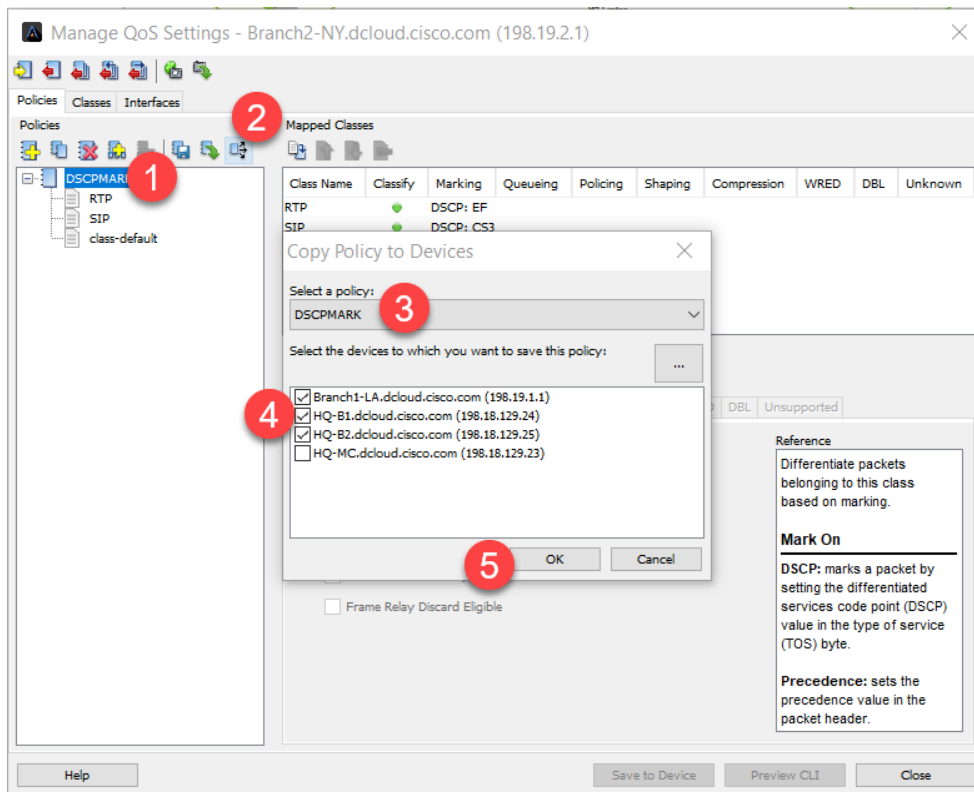 Manage QoS Settings - Branch2-NY.dcloud.cisco.com (198.19.2.1)
Policies Classes Interfaces
Policies
2
Mapped Classes
DSCPMARK
1
RTP
SIP
class-default
Class Name Classify Marking Queueing Policing Shaping Compression WRED DBL Unknown
RTP DSCP: EF
SIP DSCP: CS3
Copy Policy to Devices
Select a policy:
3
DSCPMARK
Select the devices to which you want to save this policy:
...
4
Branch1-LA.dcloud.cisco.com (198.19.1.1)
HQ-B1.dcloud.cisco.com (198.18.129.24)
HQ-B2.dcloud.cisco.com (198.18.129.25)
HQ-MC.dcloud.cisco.com (198.18.129.23)
5
OK Cancel
DBL Unsupported
Frame Relay Discard Eligible
Reference
Differentiate packets
belonging to this class
based on marking.
Mark On
DSCP: marks a packet by
setting the differentiated
services code point (DSCP)
value in the type of service
(TOS) byte.
Precedence: sets the
precedence value in the
packet header.
Help Save to Device Preview CLI Close